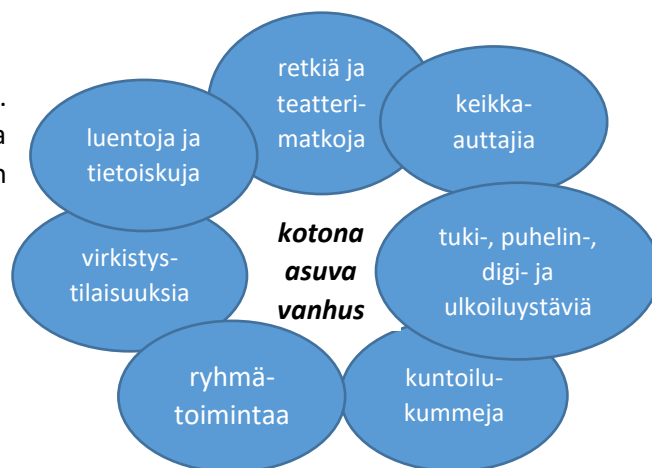 .
a
n
retkiä ja
teatteri-
matkoja
keikka-
auttajia
tuki-, puhelin-,
digi- ja
ulkoiluystäviä
kuntoilu-
kummeja
ryhmä-
toimintaa
virkistys-
tilaisuuksia
luentoja ja
tietoiskuja
kotona
asuva
vanhus